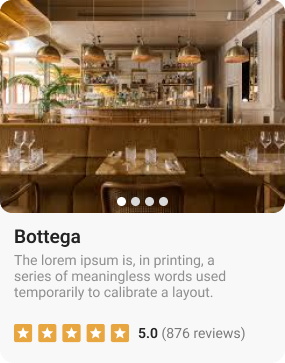 Bottega
The lorem ipsum is, in printing, a
series of meaningless words used
temporarily to calibrate a layout.
5.0 (876 reviews)